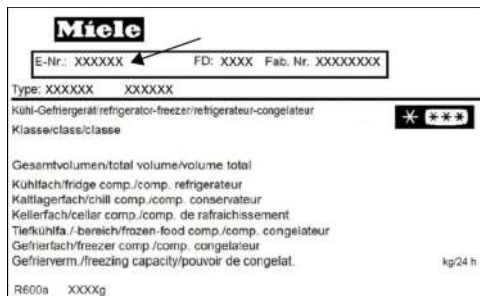 Miele
E-Nr.: XXXXXX FD: XXXX Fab. Nr. XXXXXXXX
Type: XXXXXX XXXXXX
Kühl-Gefriergerät/refrigerator-freezer/refrigerateur-congelateur
Klasse/class/classe
Gesamtvolumen/total volume/volume total
Kühlfach/fridge comp./comp. refrigerateur
Kaltlagerfach/chill comp./comp. conservateur
Kellerfach/cellar comp./comp. de rafraichissement
Tiefkühlfa./-bereich/frozen-food comp./comp. congelateur
Gefrierfach/freezer comp./comp. congelateur
Gefrierverm./freezing capacity/pouvoir de congelat. kg/24 h
R600a XXXXg